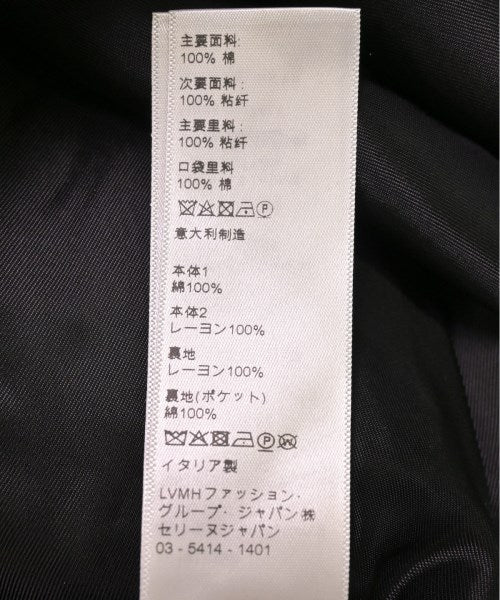 主要面料:
100% 棉
次要面料:
100% 粘纤
主要里料:
100% 粘纤
口袋里料
100% 棉
P
意大利制造
本体1
綿100%
本体2
レーヨン100%
裏地
レーヨン100%
裏地(ポケット)
綿100%
P W
イタリア製
LVMHファッション・
グループ・ジャパン㈱
セリーヌジャパン
03 - 5414 - 1401